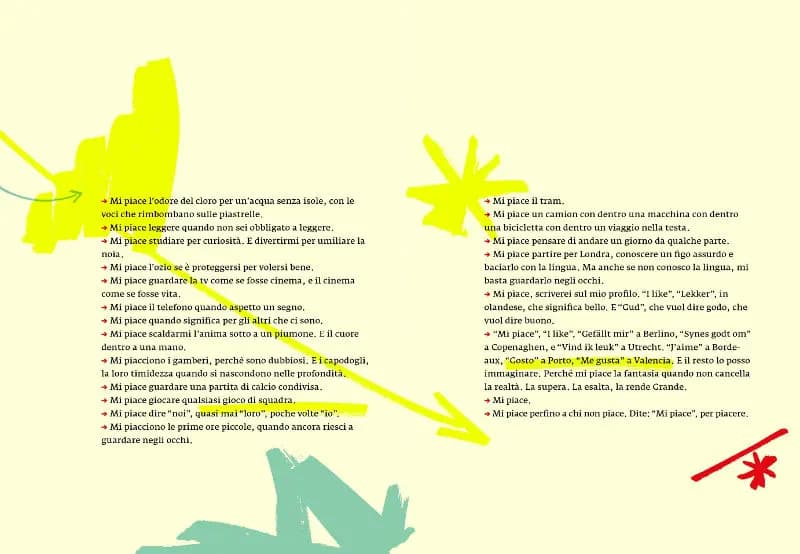 → Mi piace l'odore del cloro per un'acqua senza isole, con le
voci che rimbombano sulle piastrelle.
→ Mi piace leggere quando non sei obbligato a leggere.
→ Mi piace studiare per curiosità. E divertirmi per umiliare la
noia.
→ Mi piace l'ozio se è proteggersi per volersi bene.
→ Mi piace guardare la tv come se fosse cinema, e il cinema
come se fosse vita.
→ Mi piace il telefono quando aspetto un segno.
→ Mi piace quando significa per gli altri che ci sono.
→ Mi piace scaldarmi l'anima sotto a un piumone. E il cuore
dentro a una mano.
→ Mi piacciono i gamberi, perché sono dubbiosi. E i capodogli,
la loro timidezza quando si nascondono nelle profondità.
→ Mi piace guardare una partita di calcio condivisa.
→ Mi piace giocare qualsiasi gioco di squadra.
→ Mi piace dire “noi”, quasi mai “loro”, poche volte “io”.
→ Mi piacciono le prime ore piccole, quando ancora riesci a
guardare negli occhi.
→ Mi piace il tram.
→ Mi piace un camion con dentro una macchina con dentro
una bicicletta con dentro un viaggio nella testa.
→ Mi piace pensare di andare un giorno da qualche parte.
→ Mi piace partire per Londra, conoscere un figo assurdo e
baciarlo con la lingua. Ma anche se non conosco la lingua, mi
basta guardarlo negli occhi.
→ Mi piace, scriverei sul mio profilo. “I like”, “Lekker”, in
olandese, che significa bello. E “Gud”, che vuol dire godo, che
vuol dire buono.
→ “Mi piace”, “I like”, “Gefällt mir” a Berlino, “Synes godt om”
a Copenaghen, e “Vind ik leuk” a Utrecht. “J'aime” a Borde-
aux, “Gosto” a Porto, “Me gusta” a Valencia. E il resto lo posso
immaginare. Perché mi piace la fantasia quando non cancella
la realtà. La supera. La esalta, la rende Grande.
→ Mi piace.
→ Mi piace perfino a chi non piace. Dite: “Mi piace”, per piacere.